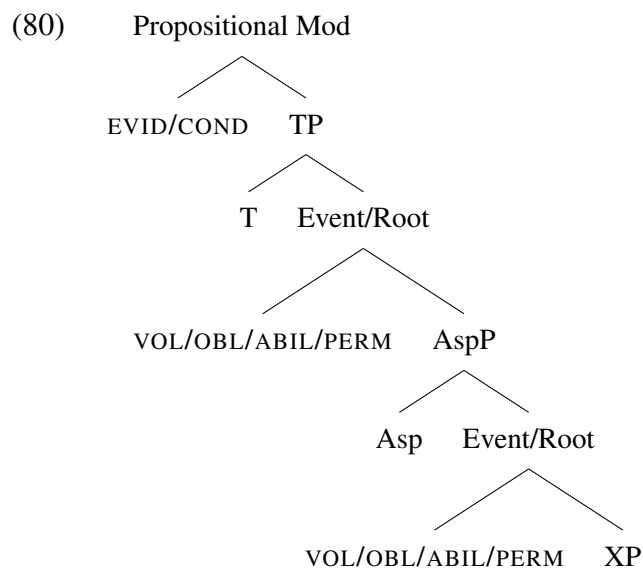 (80) Propositional Mod
EVID/COND TP
T Event/Root
VOL/OBL/ABIL/PERM AspP
Asp Event/Root
VOL/OBL/ABIL/PERM XP